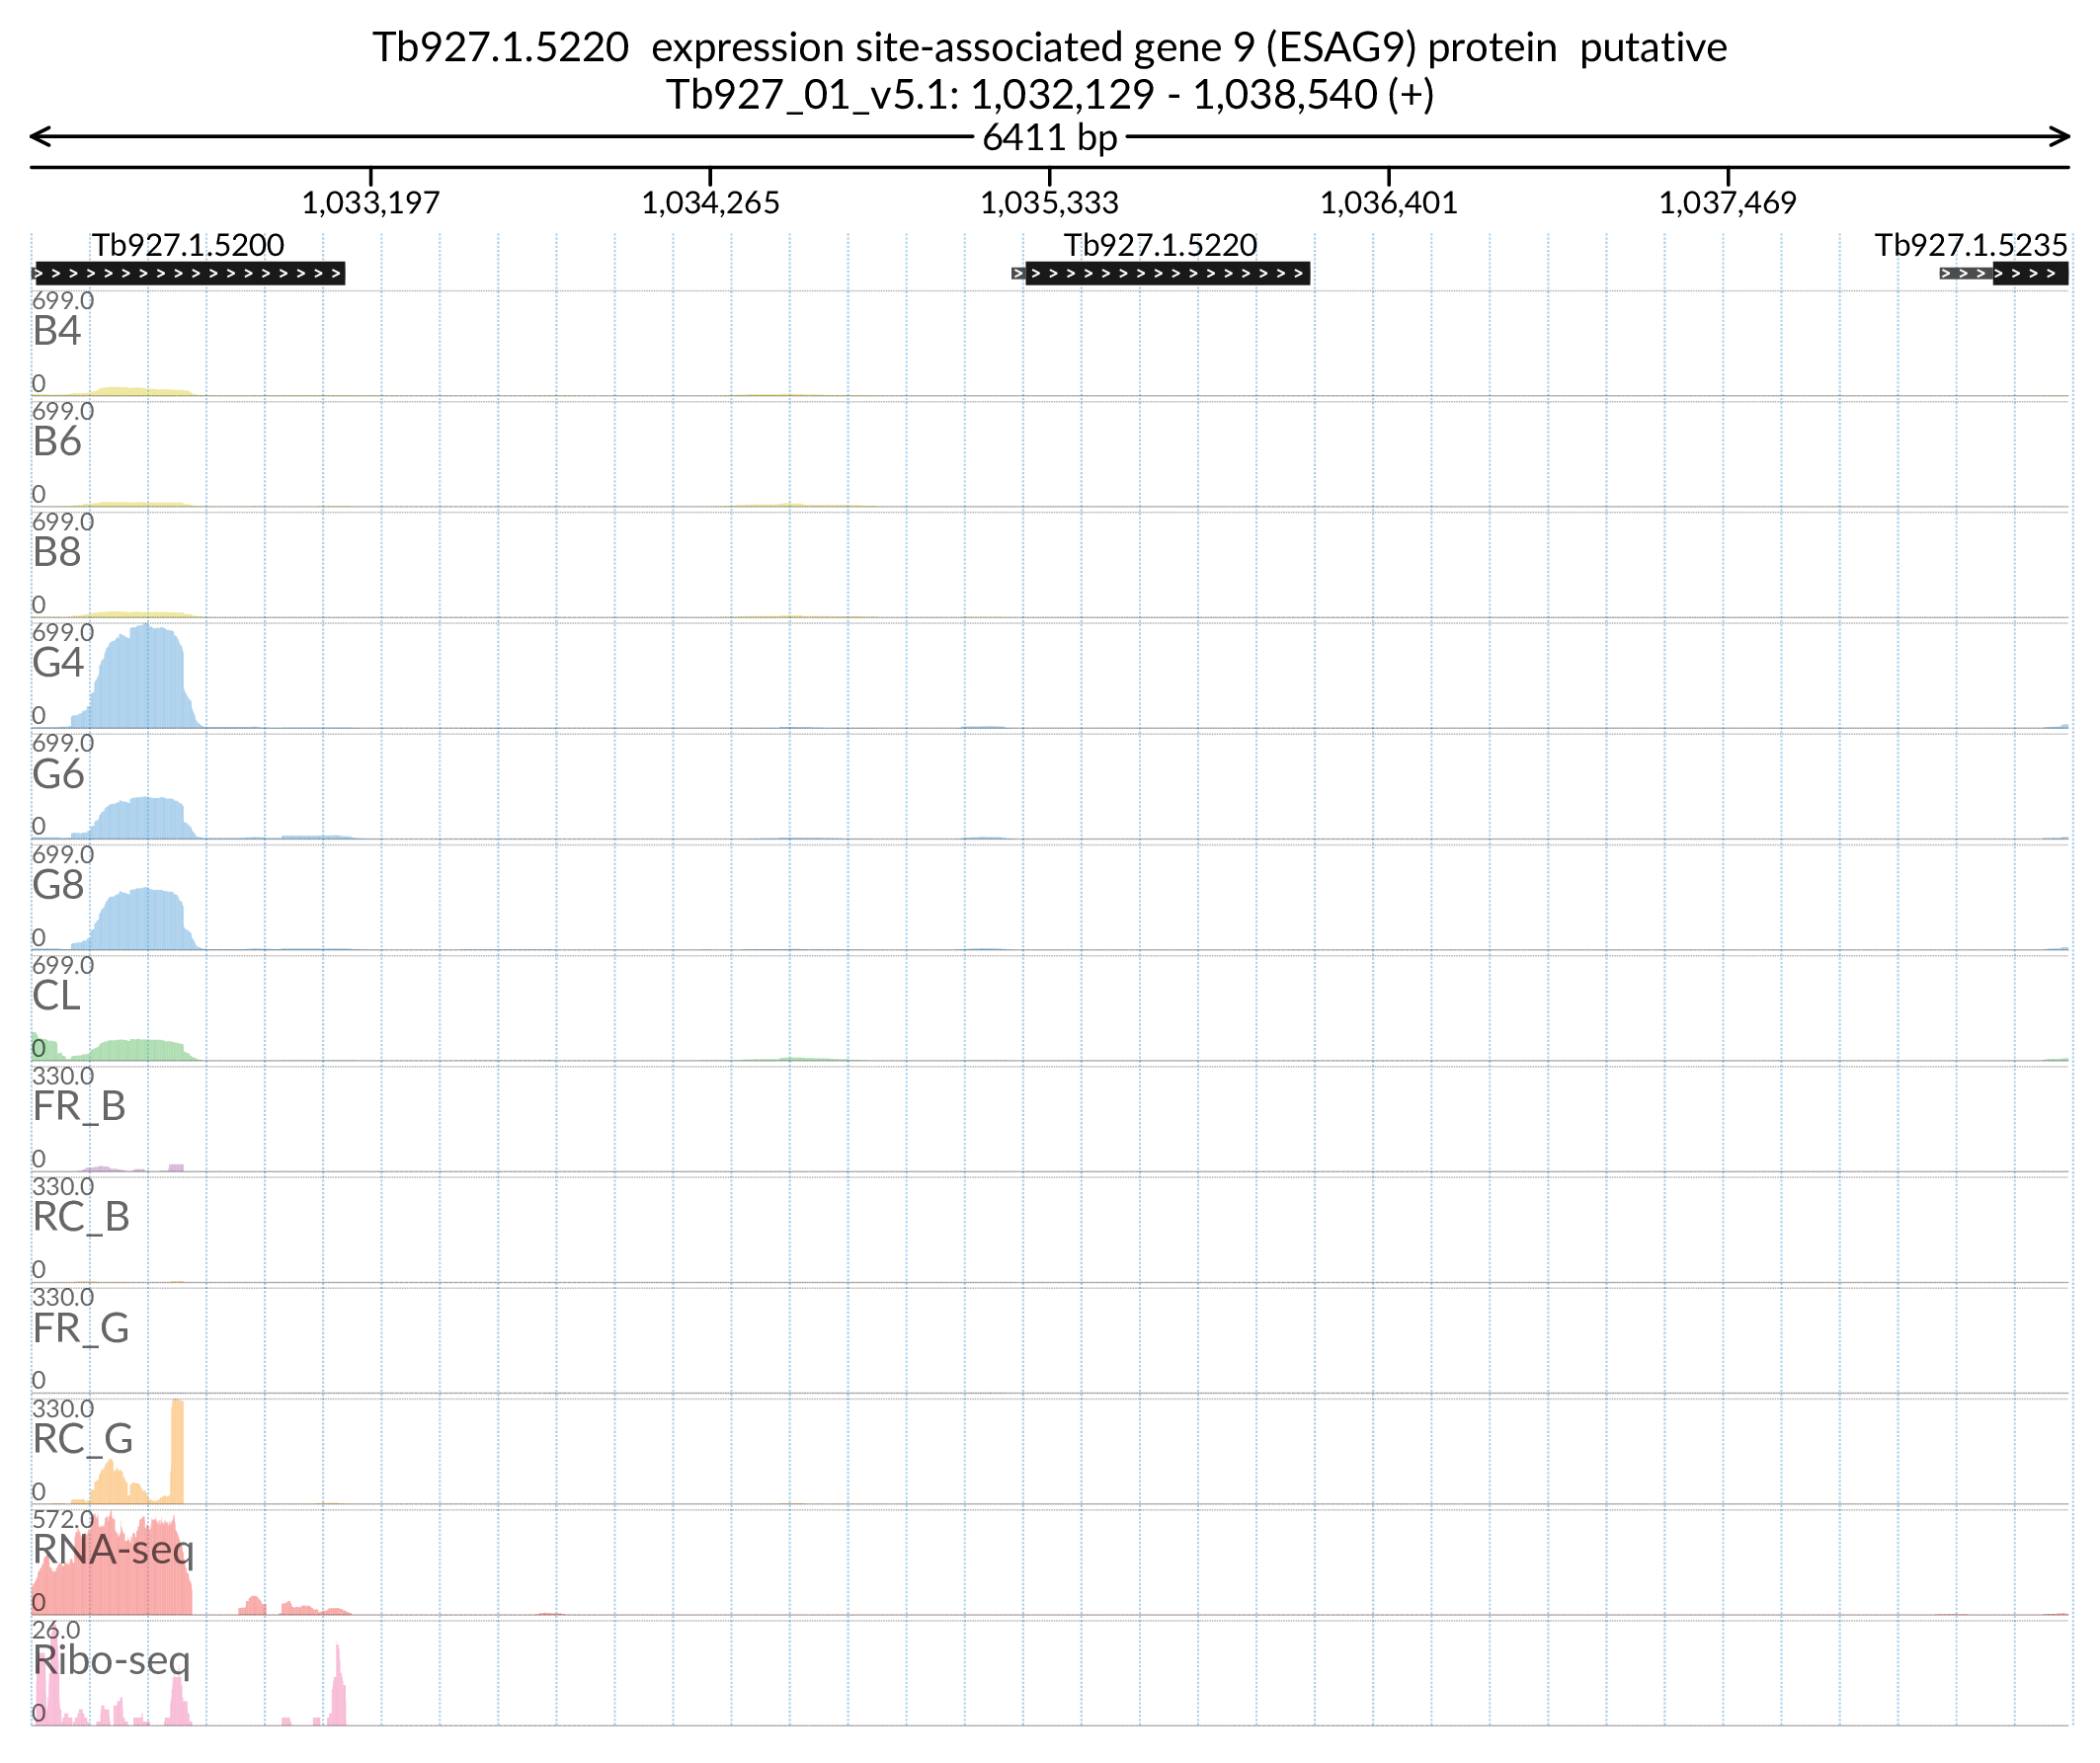 Tb927.1.5220  expression site-associated gene 9 (ESAG9) protein  putative
Tb927_01_v5.1: 1,032,129 - 1,038,540 (+)
6411 bp
1,033,197 1,034,265 1,035,333 1,036,401 1,037,469
Tb927.1.5200 Tb927.1.5220 Tb927.1.5235
699.0
B4
0
699.0
B6
0
699.0
B8
0
699.0
G4
0
699.0
G6
0
699.0
G8
0
699.0
CL
0
330.0
FR_B
0
330.0
RC_B
0
330.0
FR_G
0
330.0
RC_G
0
572.0
RNA-seq
0
26.0
Ribo-seq
0